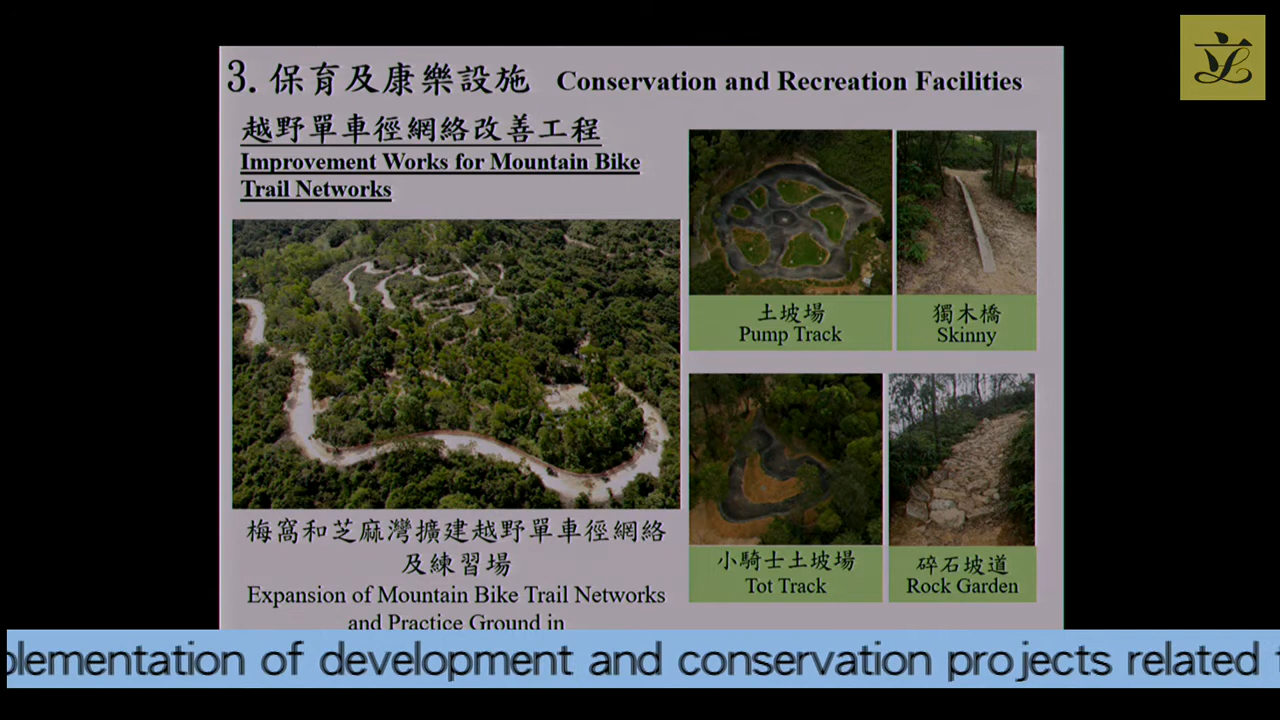 3. 保育及康樂設施 Conservation and Recreation Facilities
越野單車徑網絡改善工程
Improvement Works for Mountain Bike
Trail Networks
土坡場
Pump Track
獨木橋
Skinny
小騎士土坡場
Tot Track
碎石坡道
Rock Garden
梅窩和芝麻灣擴建越野單車徑網絡
及練習場
Expansion of Mountain Bike Trail Networks
and Practice Ground in
plementation of development and conservation projects related